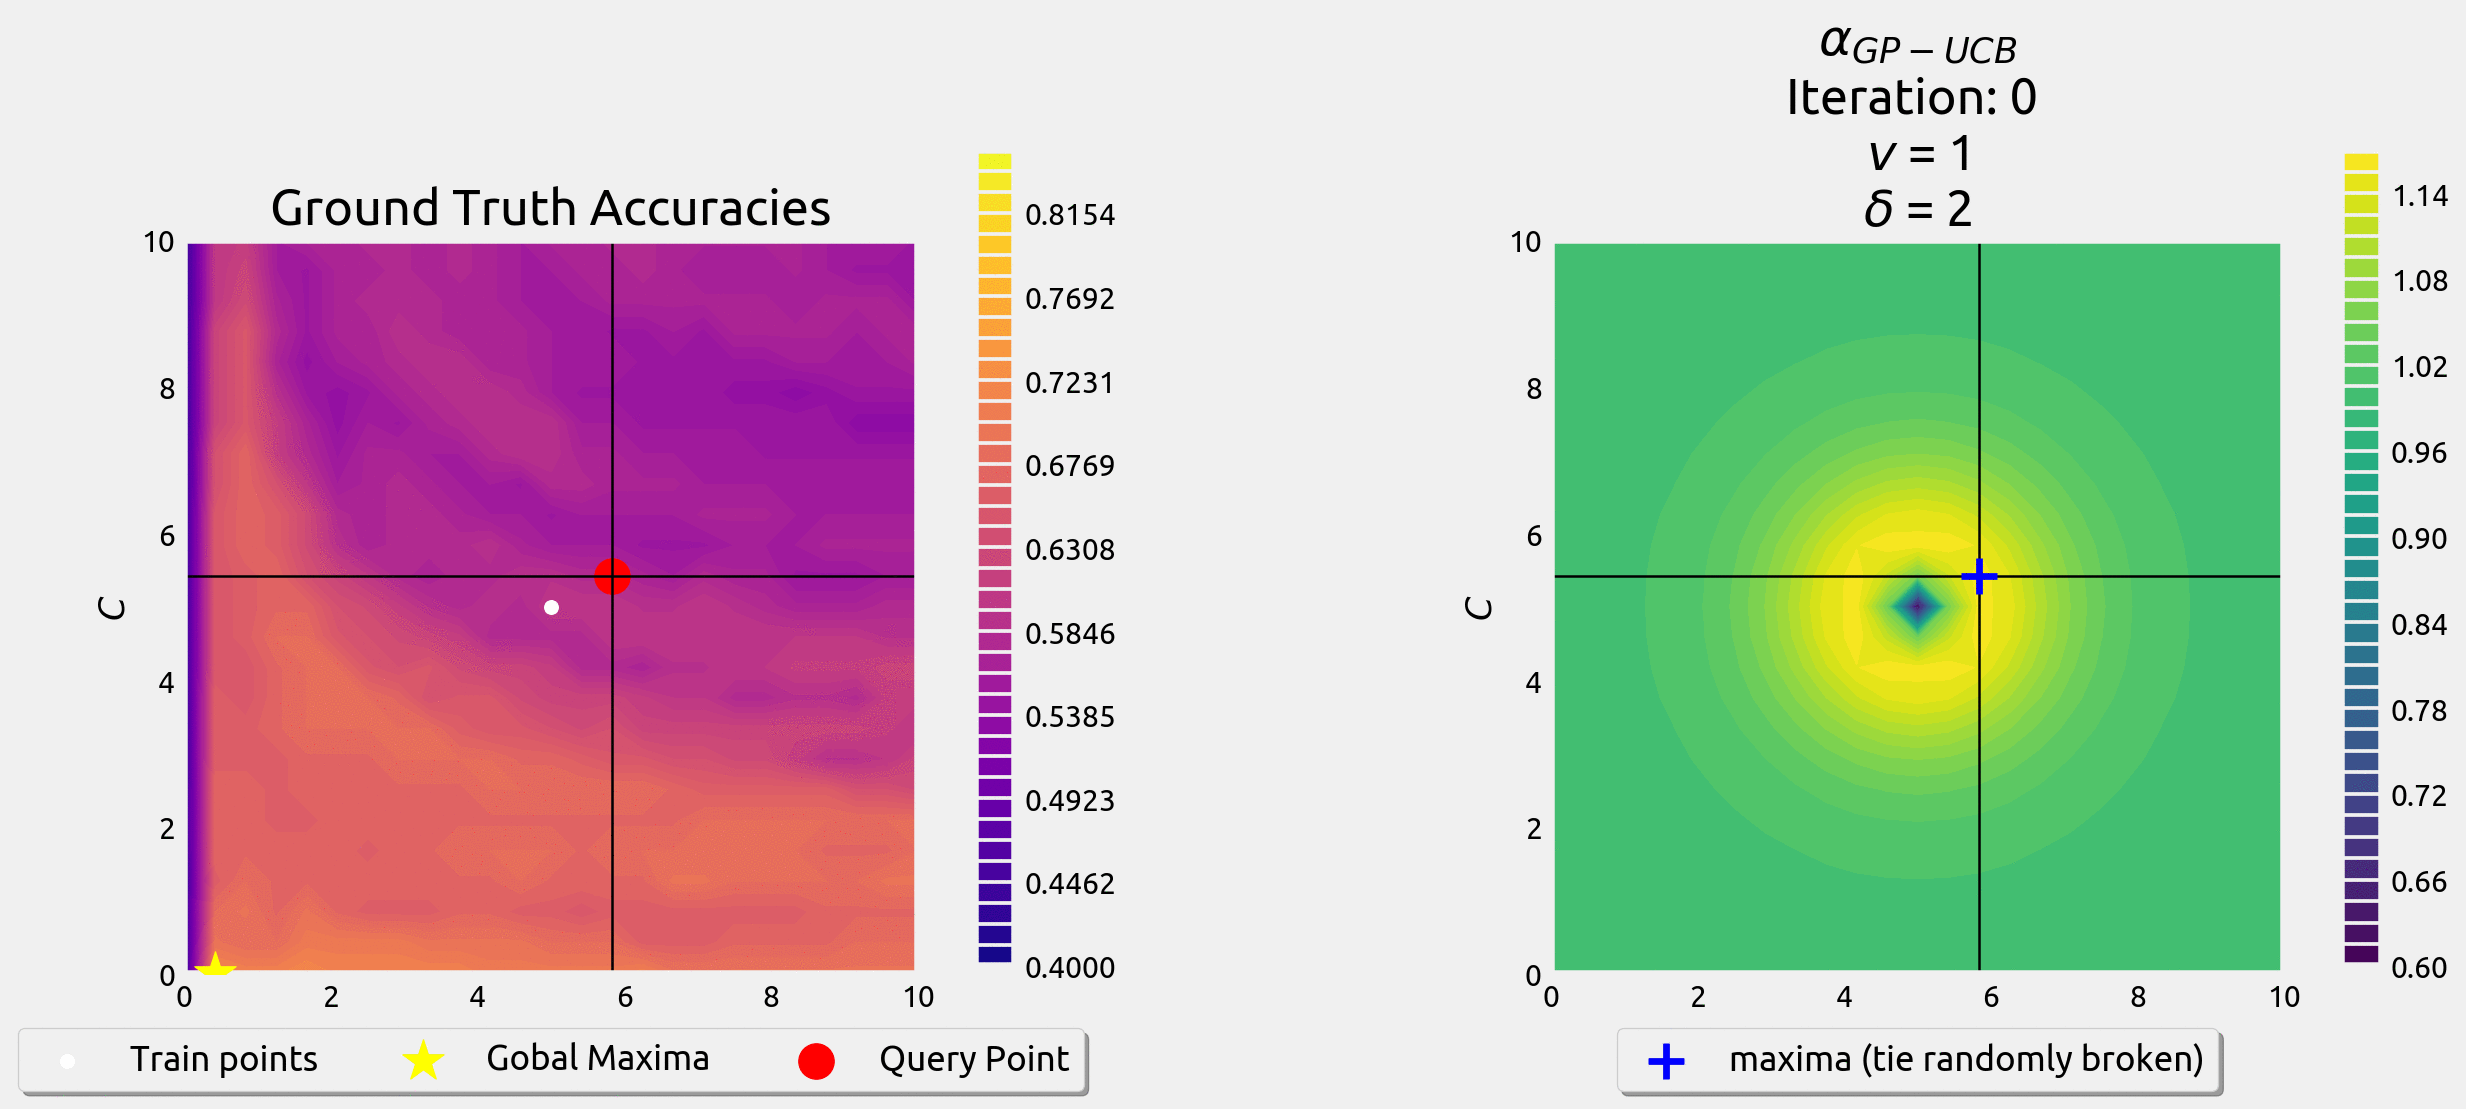 Ground Truth Accuracies
10
8
6
4
2
0
C
0 2 4 6 8 10
0.8154
0.7692
0.7231
0.6769
0.6308
0.5846
0.5385
0.4923
0.4462
0.4000
Train points
Gobal Maxima
Query Point
α_GP − UCB
Iteration: 0
ν = 1
δ = 2
10
8
6
4
2
0
C
0 2 4 6 8 10
1.14
1.08
1.02
0.96
0.90
0.84
0.78
0.72
0.66
0.60
maxima (tie randomly broken)